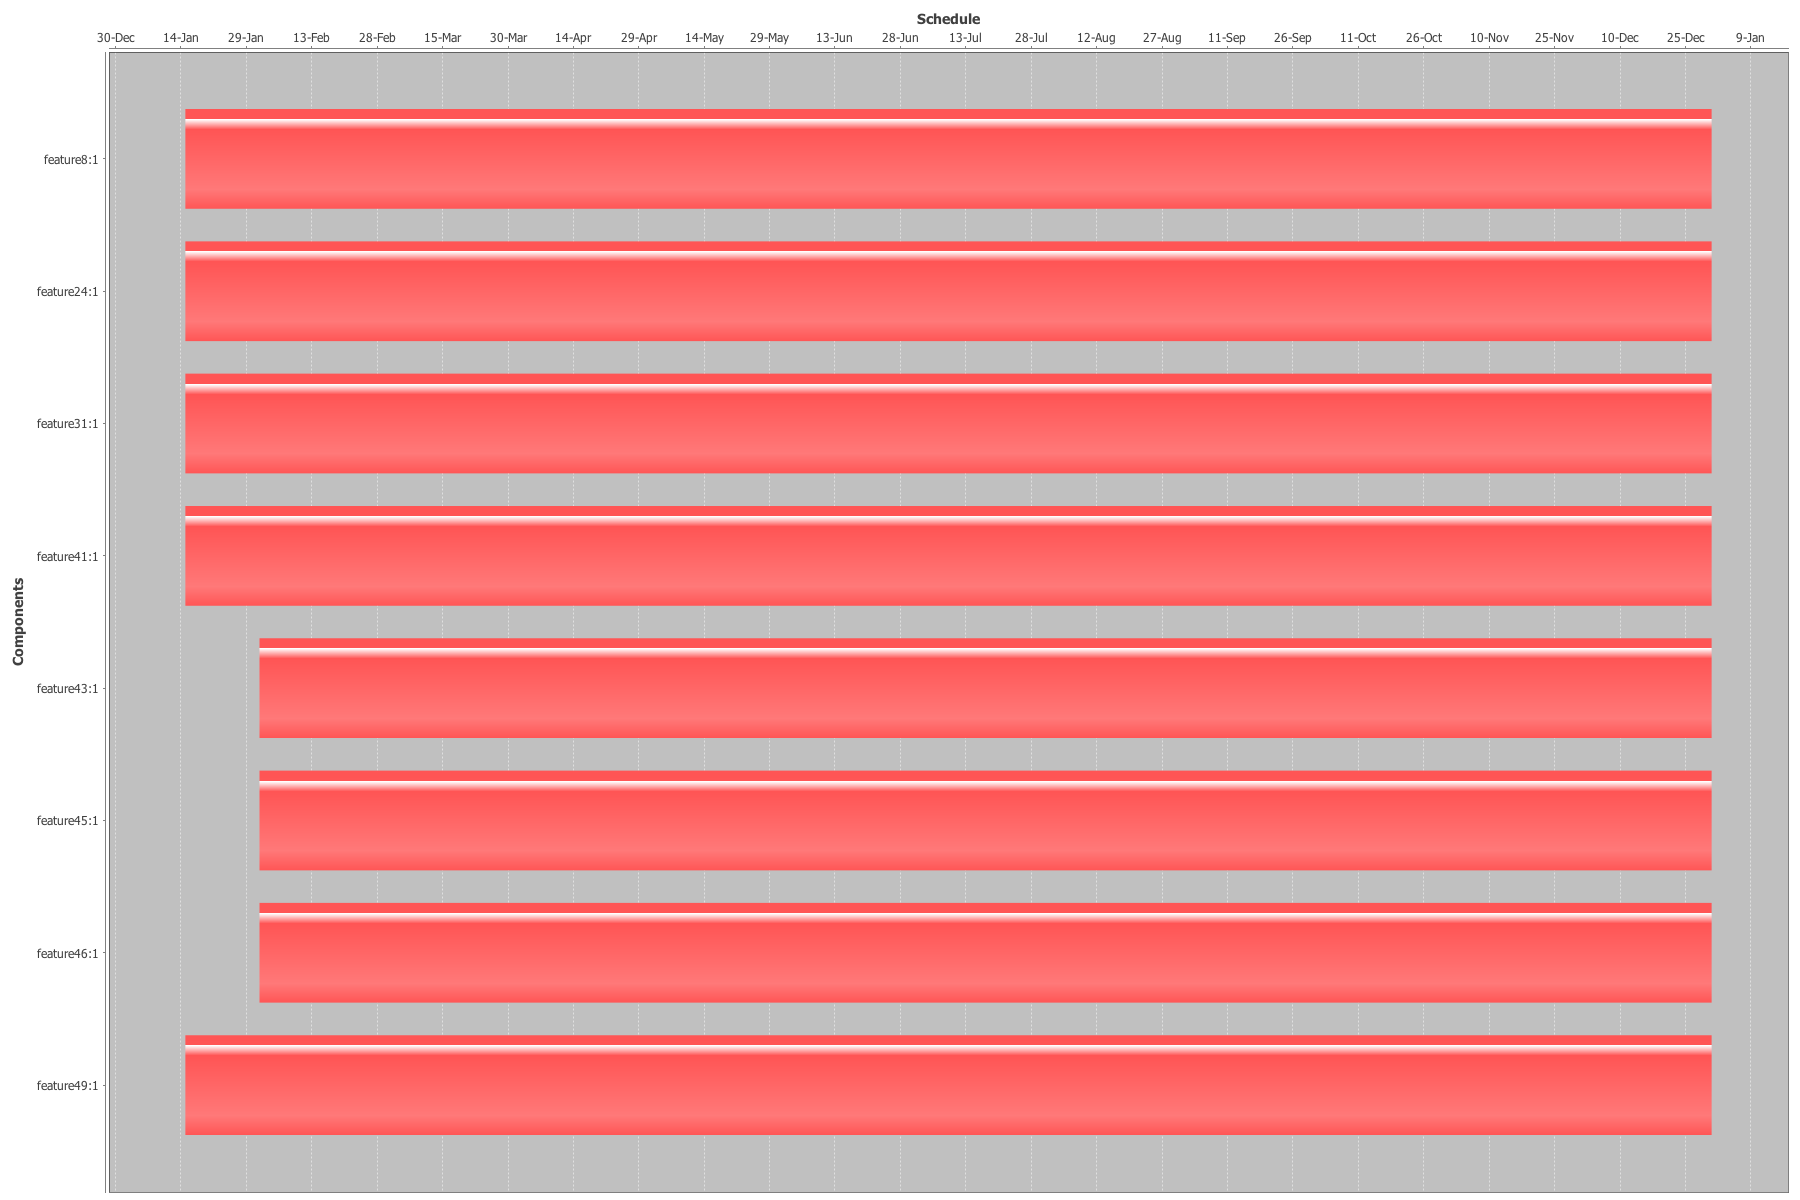 Schedule
30-Dec 14-Jan 29-Jan 13-Feb 28-Feb 15-Mar 30-Mar 14-Apr 29-Apr 14-May 29-May 13-Jun 28-Jun 13-Jul 28-Jul 12-Aug 27-Aug 11-Sep 26-Sep 11-Oct 26-Oct 10-Nov 25-Nov 10-Dec 25-Dec 9-Jan
Components
feature8:1
feature24:1
feature31:1
feature41:1
feature43:1
feature45:1
feature46:1
feature49:1